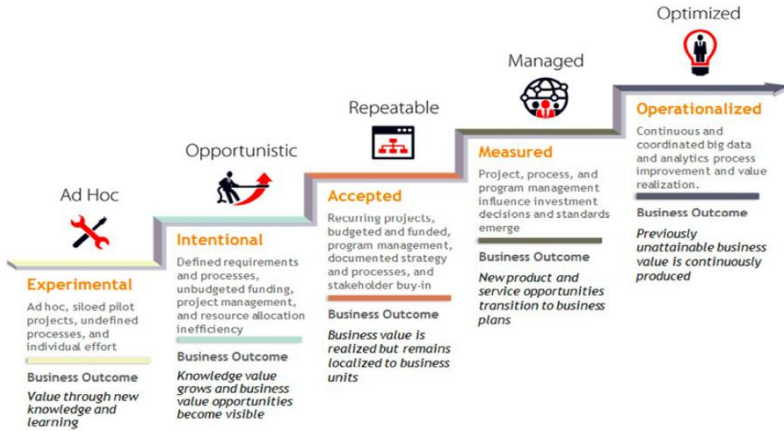 Ad Hoc
Experimental
Ad hoc, siloed pilot
projects, undefined
processes, and
individual effort
Business Outcome
Value through new
knowledge and
learning
Opportunistic
Intentional
Defined requirements
and processes,
unbudgeted funding,
project management,
and resource allocation
inefficiency
Business Outcome
Knowledge value
grows and business
value opportunities
become visible
Repeatable
Accepted
Recurring projects,
budgeted and funded,
program management,
documented strategy
and processes, and
stakeholder buy-in
Business Outcome
Business value is
realized but remains
localized to business
units
Managed
Measured
Project, process, and
program management
influence investment
decisions and standards
emerge
Business Outcome
New product and
service opportunities
transition to business
plans
Optimized
Operationalized
Continuous and
coordinated big data
and analytics process
improvement and value
realization.
Business Outcome
Previously
unattainable business
value is continuously
produced